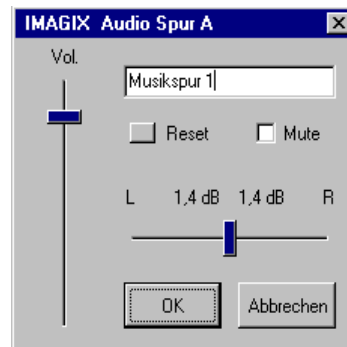 IMAGIX Audio Spur A
Vol.
Musikspur 1
Reset Mute
L 1,4 dB 1,4 dB R
OK Abbrechen